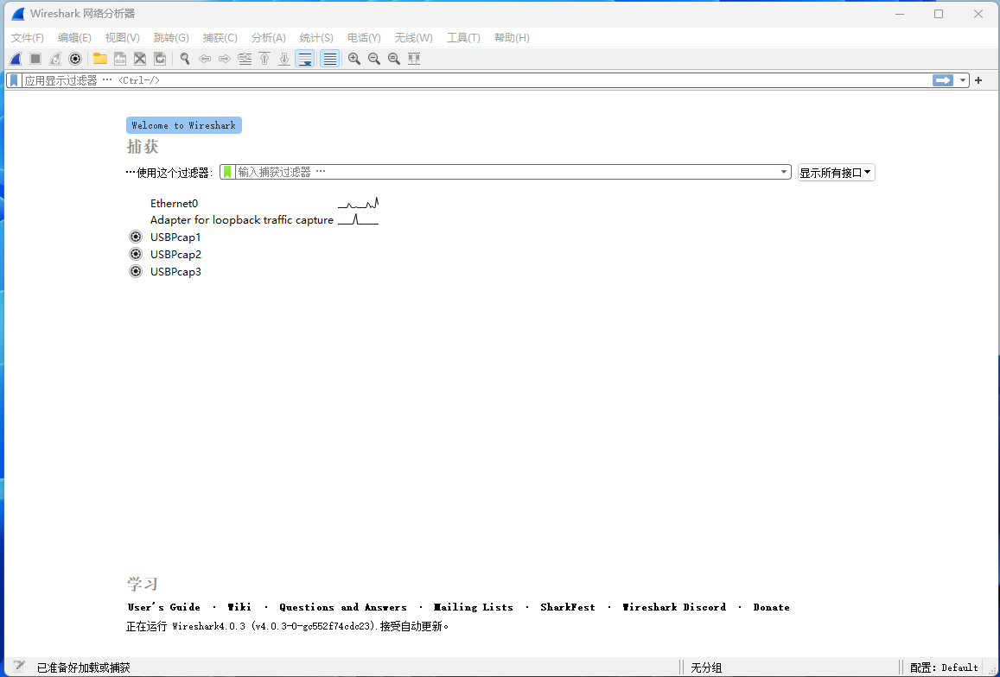 Wireshark 网络分析器
文件(F) 编辑(E) 视图(V) 跳转(G) 捕获(C) 分析(A) 统计(S) 电话(Y) 无线(W) 工具(T) 帮助(H)
应用显示过滤器 … <Ctrl-/>
Welcome to Wireshark
捕获
…使用这个过滤器: 输入捕获过滤器 … 显示所有接口
Ethernet0
Adapter for loopback traffic capture
USBPcap1
USBPcap2
USBPcap3
学习
User's Guide · Wiki · Questions and Answers · Mailing Lists · SharkFest · Wireshark Discord · Donate
正在运行 Wireshark4.0.3 (v4.0.3-0-gc552f74cdc23).接受自动更新。
已准备好加载或捕获 无分组 配置: Default